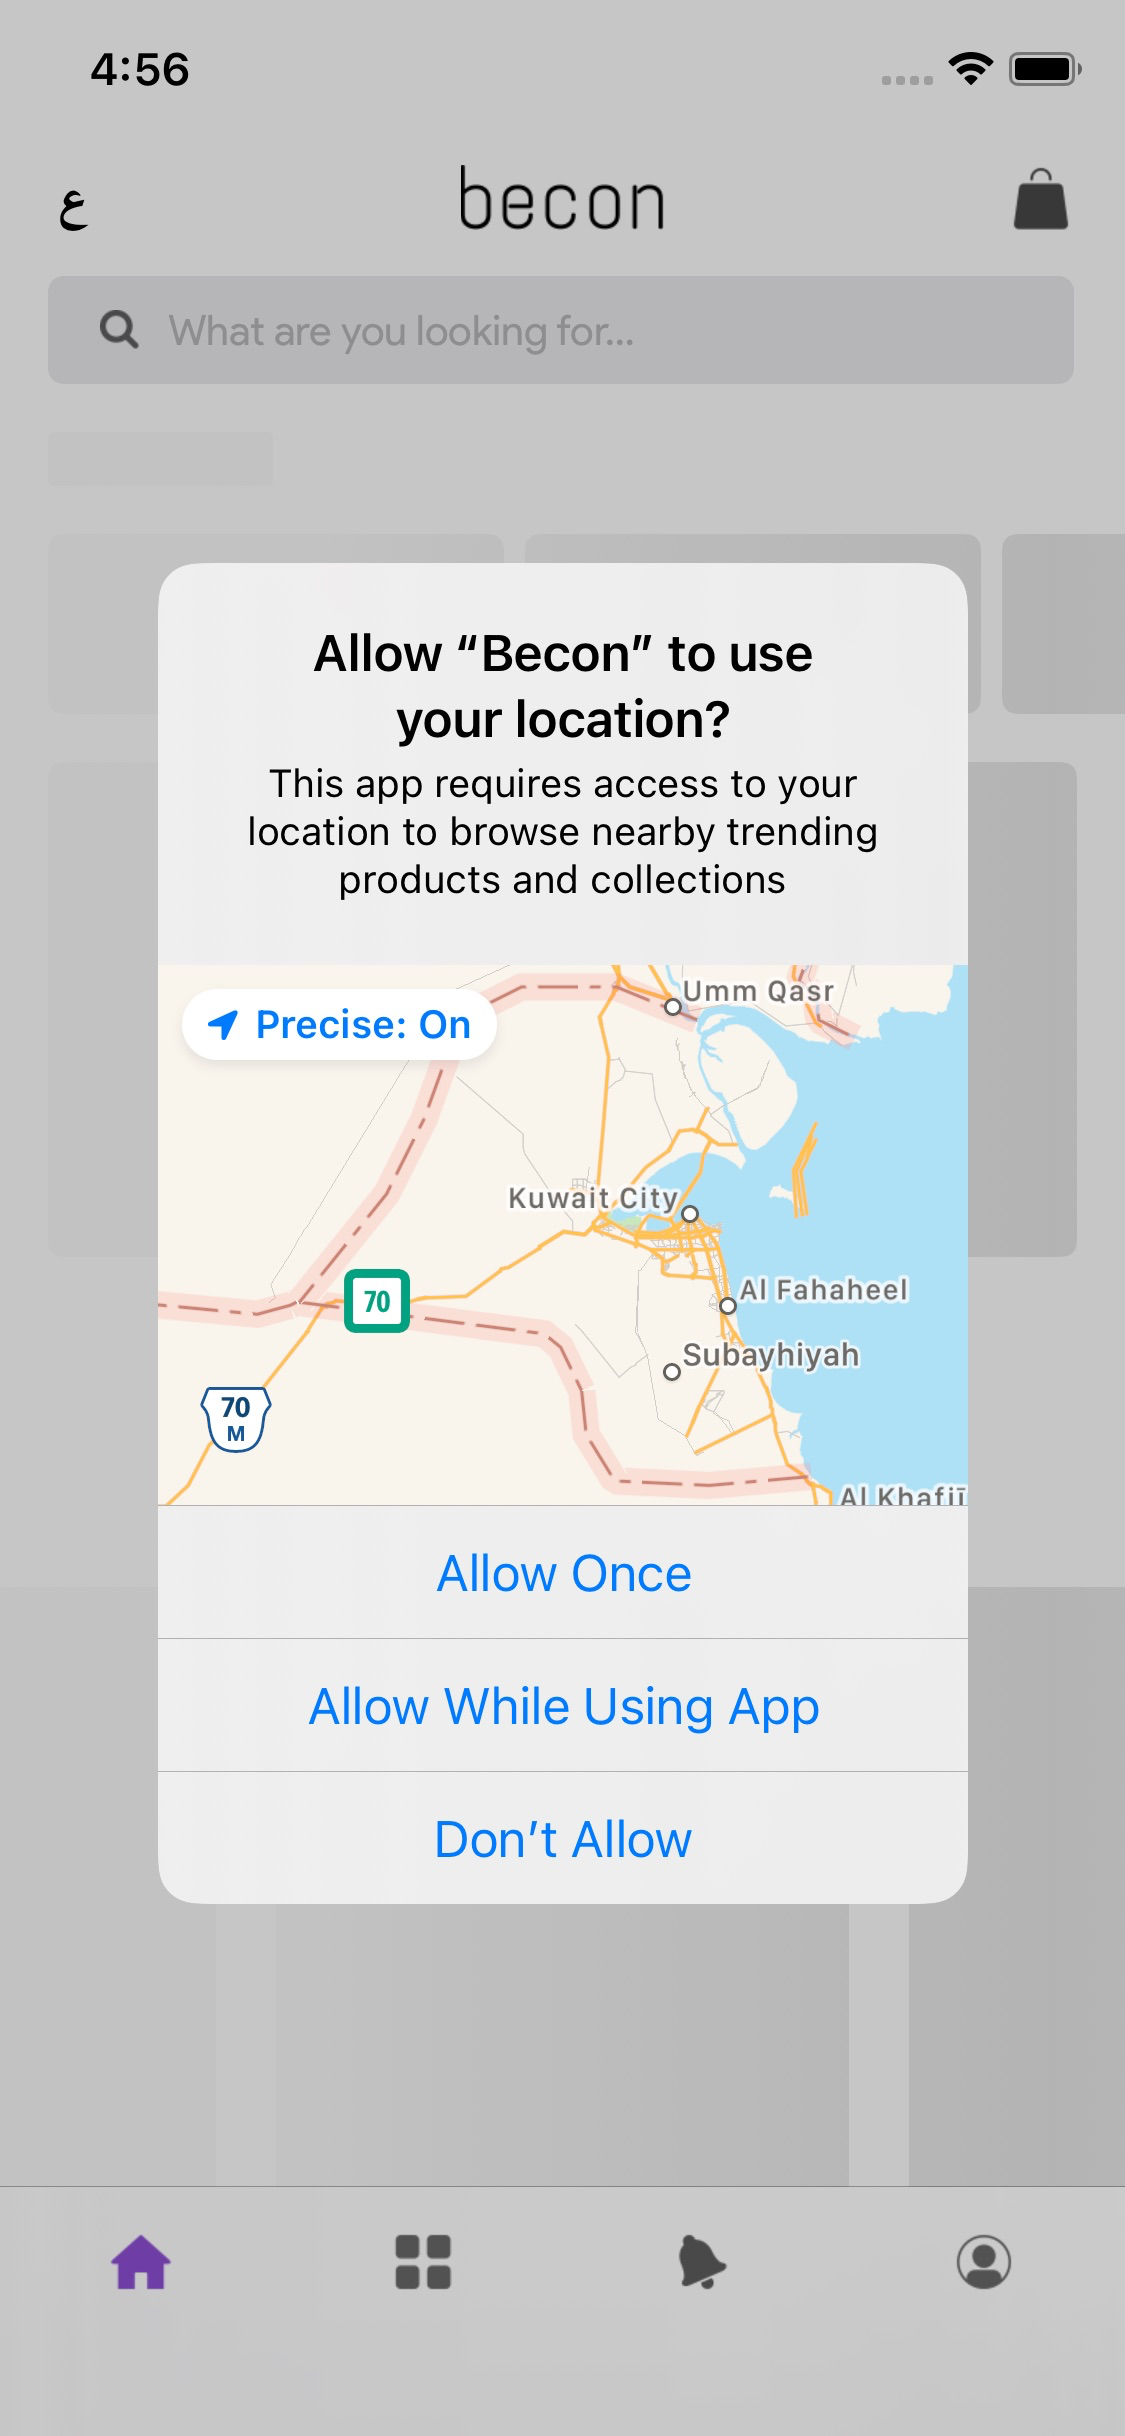 4:56
ع
becon
What are you looking for...
Allow “Becon” to use
your location?
This app requires access to your
location to browse nearby trending
products and collections
Precise: On
Umm Qasr
Kuwait City
Al Fahaheel
70
Subayhiyah
70
M
Al Khafjī
Allow Once
Allow While Using App
Don’t Allow